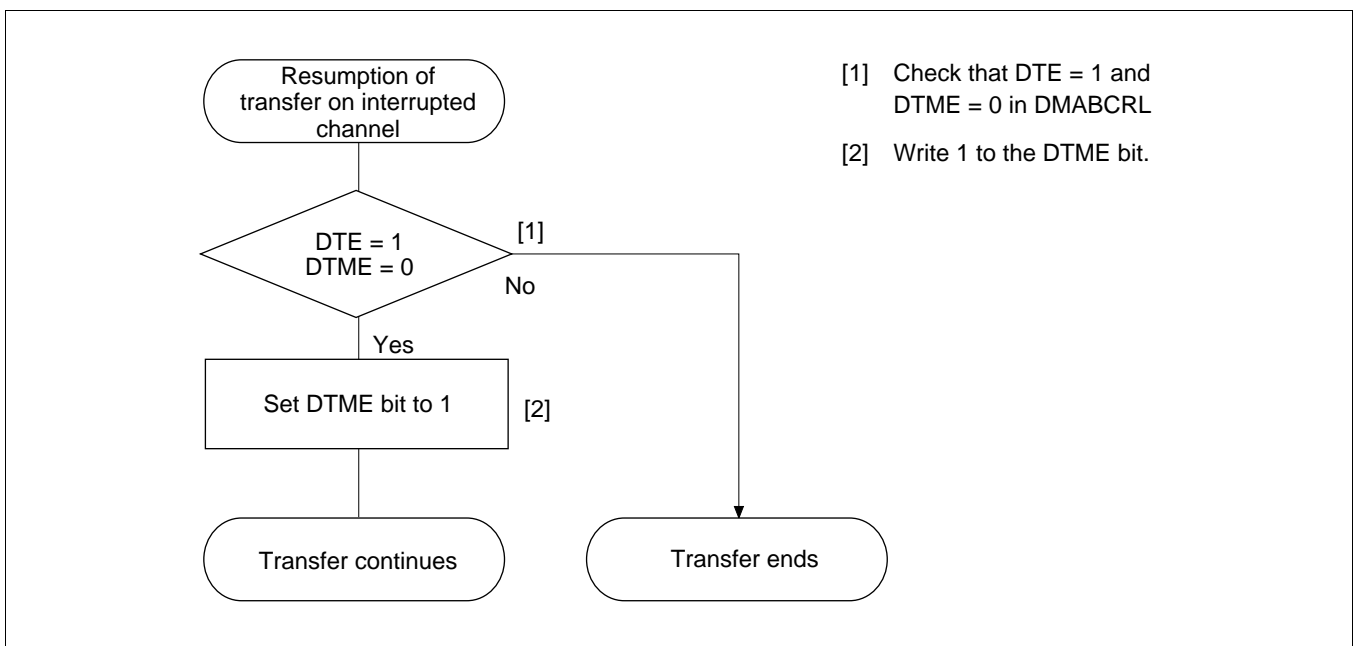 Resumption of
transfer on interrupted
channel
[1] Check that DTE = 1 and
DTME = 0 in DMABCRL
[2] Write 1 to the DTME bit.
DTE = 1
DTME = 0
[1]
No
Yes
Set DTME bit to 1
[2]
Transfer continues
Transfer ends